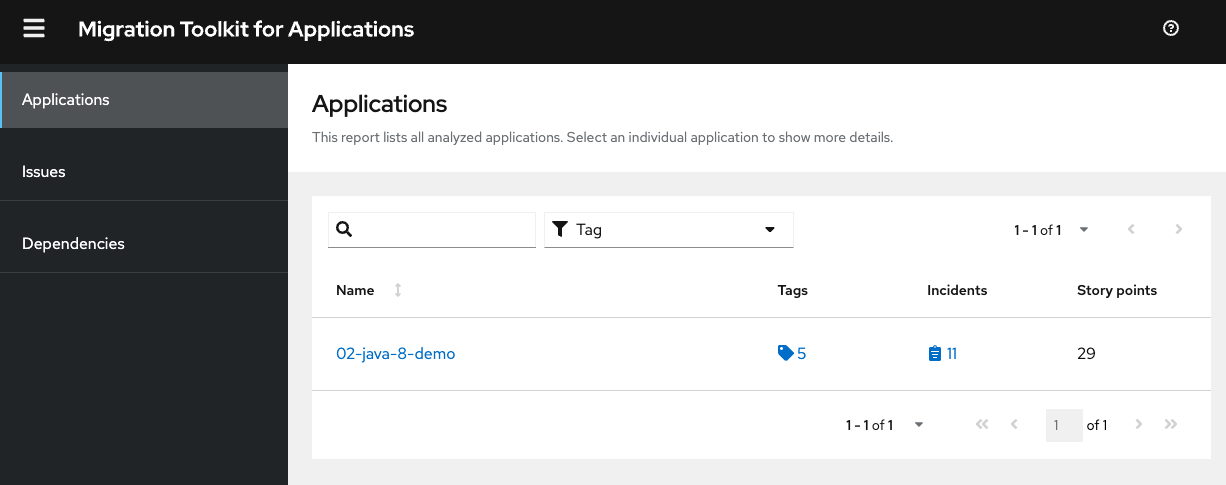 Migration Toolkit for Applications
Applications
Issues
Dependencies
Applications
This report lists all analyzed applications. Select an individual application to show more details.
Tag
1 - 1 of 1
Name Tags Incidents Story points
02-java-8-demo 5 11 29
1 - 1 of 1 1 of 1